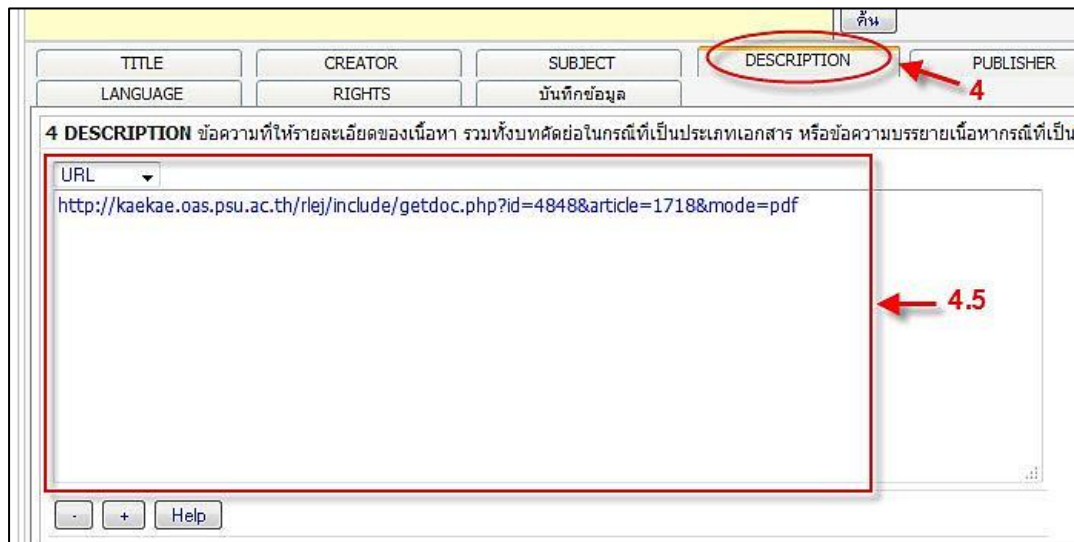 ค้น
TITLE CREATOR SUBJECT DESCRIPTION PUBLISHER
4
LANGUAGE RIGHTS บันทึกข้อมูล
4 DESCRIPTION ข้อความที่ให้รายละเอียดของเนื้อหา รวมทั้งบทคัดย่อในกรณีที่เป็นประเภทเอกสาร หรือข้อความบรรยายเนื้อหากรณีที่เป็น
URL
http://kaekae.oas.psu.ac.th/rlej/include/getdoc.php?id=4848&article=1718&mode=pdf
4.5
- + Help